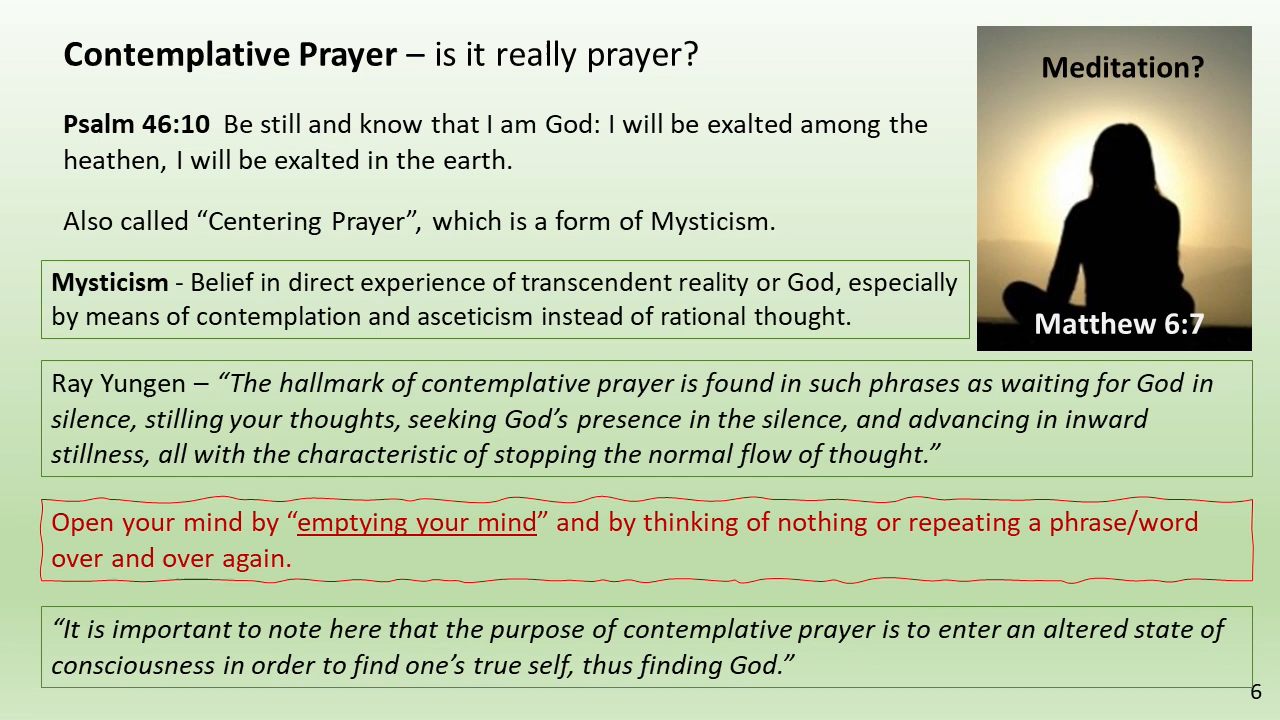 Contemplative Prayer – is it really prayer?
Meditation?
Psalm 46:10  Be still and know that I am God: I will be exalted among the
heathen, I will be exalted in the earth.
Also called “Centering Prayer”, which is a form of Mysticism.
Mysticism - Belief in direct experience of transcendent reality or God, especially
by means of contemplation and asceticism instead of rational thought.
Matthew 6:7
Ray Yungen – “The hallmark of contemplative prayer is found in such phrases as waiting for God in
silence, stilling your thoughts, seeking God’s presence in the silence, and advancing in inward
stillness, all with the characteristic of stopping the normal flow of thought.”
Open your mind by “emptying your mind” and by thinking of nothing or repeating a phrase/word
over and over again.
“It is important to note here that the purpose of contemplative prayer is to enter an altered state of
consciousness in order to find one’s true self, thus finding God.”
6